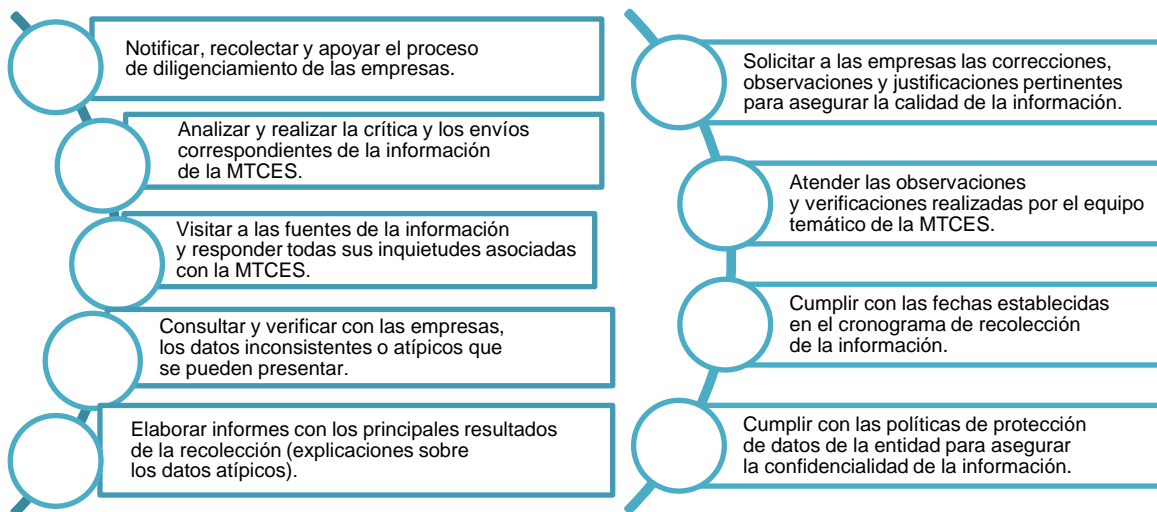 Notificar, recolectar y apoyar el proceso
de diligenciamiento de las empresas.
Analizar y realizar la crítica y los envíos
correspondientes de la información
de la MTCES.
Visitar a las fuentes de la información
y responder todas sus inquietudes asociadas
con la MTCES.
Consultar y verificar con las empresas,
los datos inconsistentes o atípicos que
se pueden presentar.
Elaborar informes con los principales resultados
de la recolección (explicaciones sobre
los datos atípicos).
Solicitar a las empresas las correcciones,
observaciones y justificaciones pertinentes
para asegurar la calidad de la información.
Atender las observaciones
y verificaciones realizadas por el equipo
temático de la MTCES.
Cumplir con las fechas establecidas
en el cronograma de recolección
de la información.
Cumplir con las políticas de protección
de datos de la entidad para asegurar
la confidencialidad de la información.